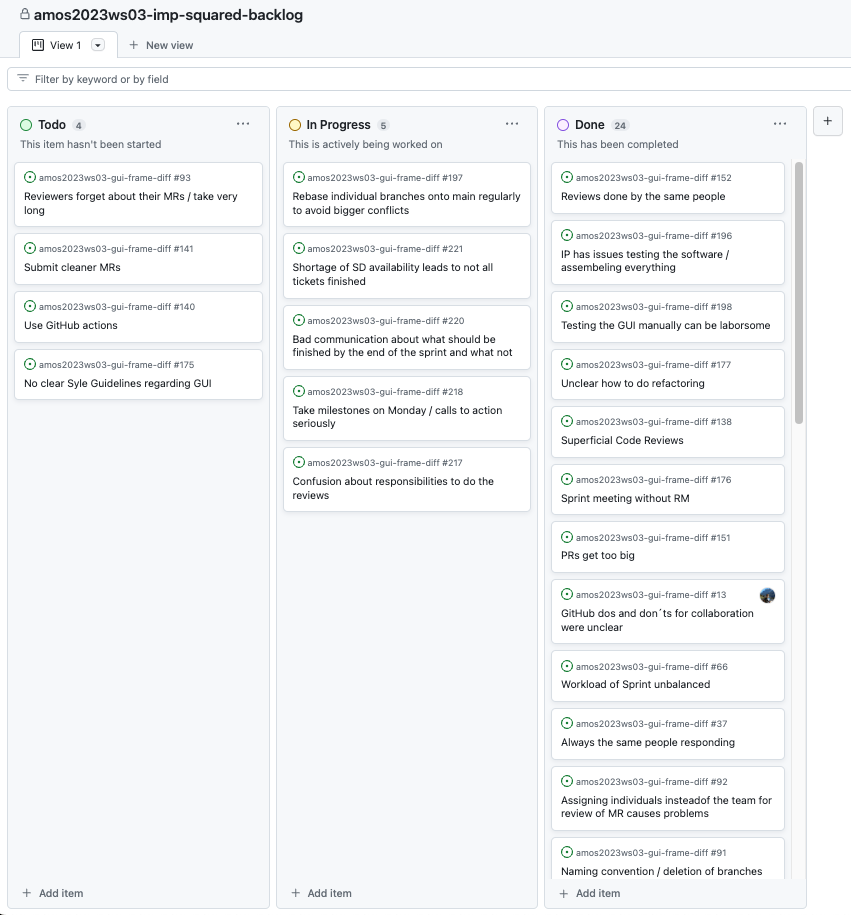 amos2023ws03-imp-squared-backlog
View 1
New view
Filter by keyword or by field
Todo 4
This item hasn't been started
amos2023ws03-gui-frame-diff #93
Reviewers forget about their MRs / take very
long
amos2023ws03-gui-frame-diff #141
Submit cleaner MRs
amos2023ws03-gui-frame-diff #140
Use GitHub actions
amos2023ws03-gui-frame-diff #175
No clear Syle Guidelines regarding GUI
Add item
In Progress 5
This is actively being worked on
amos2023ws03-gui-frame-diff #197
Rebase individual branches onto main regularly
to avoid bigger conflicts
amos2023ws03-gui-frame-diff #221
Shortage of SD availability leads to not all
tickets finished
amos2023ws03-gui-frame-diff #220
Bad communication about what should be
finished by the end of the sprint and what not
amos2023ws03-gui-frame-diff #218
Take milestones on Monday / calls to action
seriously
amos2023ws03-gui-frame-diff #217
Confusion about responsibilities to do the
reviews
Add item
Done 24
This has been completed
amos2023ws03-gui-frame-diff #152
Reviews done by the same people
amos2023ws03-gui-frame-diff #196
IP has issues testing the software /
assembeling everything
amos2023ws03-gui-frame-diff #198
Testing the GUI manually can be laborsome
amos2023ws03-gui-frame-diff #177
Unclear how to do refactoring
amos2023ws03-gui-frame-diff #138
Superficial Code Reviews
amos2023ws03-gui-frame-diff #176
Sprint meeting without RM
amos2023ws03-gui-frame-diff #151
PRs get too big
amos2023ws03-gui-frame-diff #13
GitHub dos and don´ts for collaboration
were unclear
amos2023ws03-gui-frame-diff #66
Workload of Sprint unbalanced
amos2023ws03-gui-frame-diff #37
Always the same people responding
amos2023ws03-gui-frame-diff #92
Assigning individuals insteadof the team for
review of MR causes problems
amos2023ws03-gui-frame-diff #91
Naming convention / deletion of branches
Add item